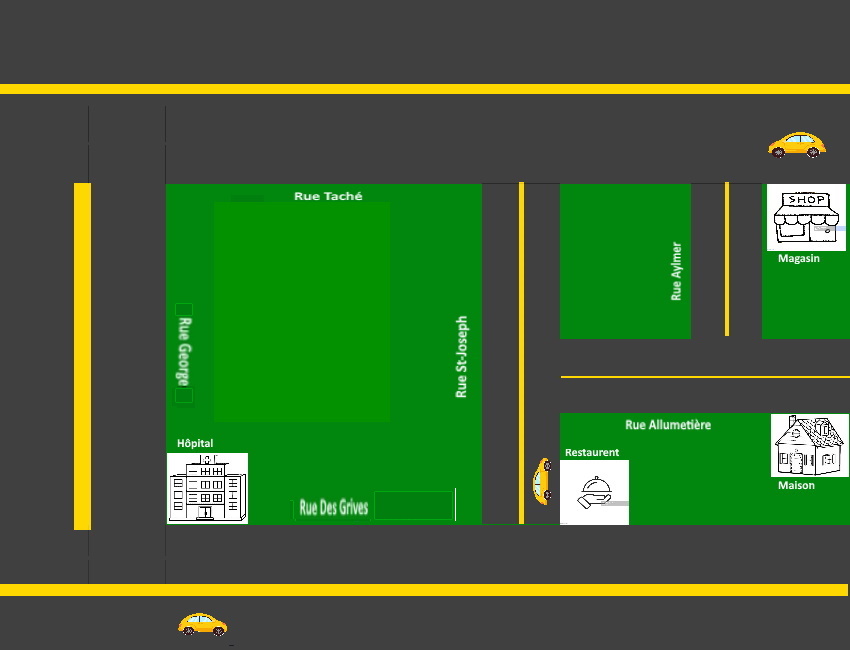 Rue Taché
SHOP
Magasin
Rue Aylmer
Rue George
Rue St-Joseph
Rue Allumetière
Hôpital
Restaurent
Maison
Rue Des Grives